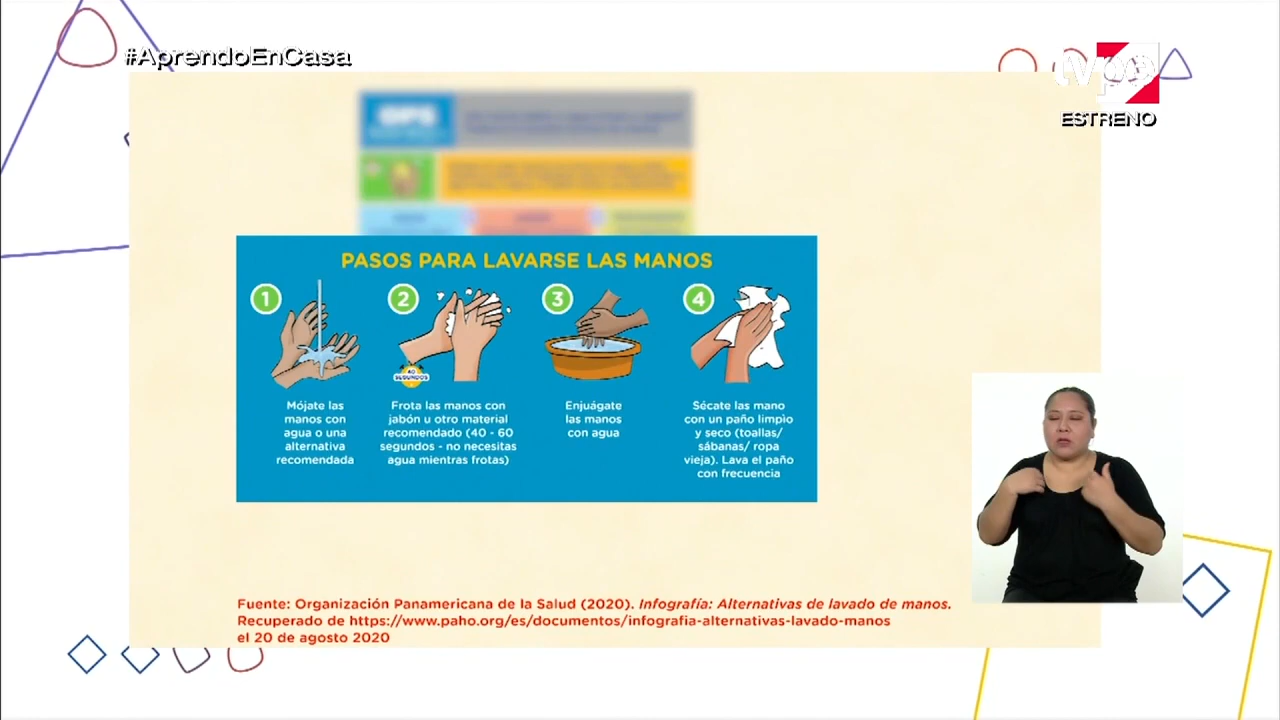 #AprendoEnCasa
tvpe
ESTRENO
OPS
PASOS PARA LAVARSE LAS MANOS
1
2
3
4
40
SEGUNDOS
Mójate las
manos con
agua o una
alternativa
recomendada
Frota las manos con
jabón u otro material
recomendado (40 - 60
segundos - no necesitas
agua mientras frotas)
Enjuágate
las manos
con agua
Sécate las mano
con un paño limpio
y seco (toallas/
sábanas/ ropa
vieja). Lava el paño
con frecuencia
Fuente: Organización Panamericana de la Salud (2020). Infografía: Alternativas de lavado de manos.
Recuperado de https://www.paho.org/es/documentos/infografia-alternativas-lavado-manos
el 20 de agosto 2020